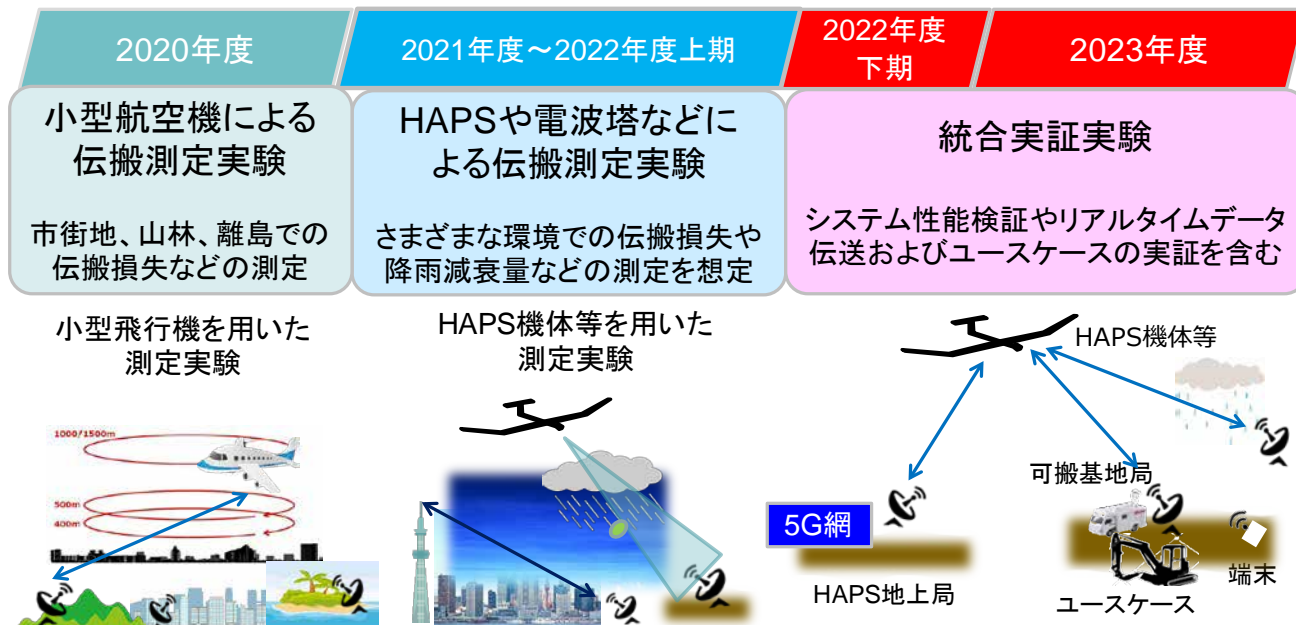 2020年度
2021年度～2022年度上期
2022年度
下期
2023年度
小型航空機による
伝搬測定実験
市街地、山林、離島での
伝搬損失などの測定
HAPSや電波塔などに
よる伝搬測定実験
さまざまな環境での伝搬損失や
降雨減衰量などの測定を想定
統合実証実験
システム性能検証やリアルタイムデータ
伝送およびユースケースの実証を含む
小型飛行機を用いた
測定実験
1000/1500m
500m
400m
HAPS機体等を用いた
測定実験
HAPS機体等
可搬基地局
5G網
HAPS地上局
ユースケース
端末